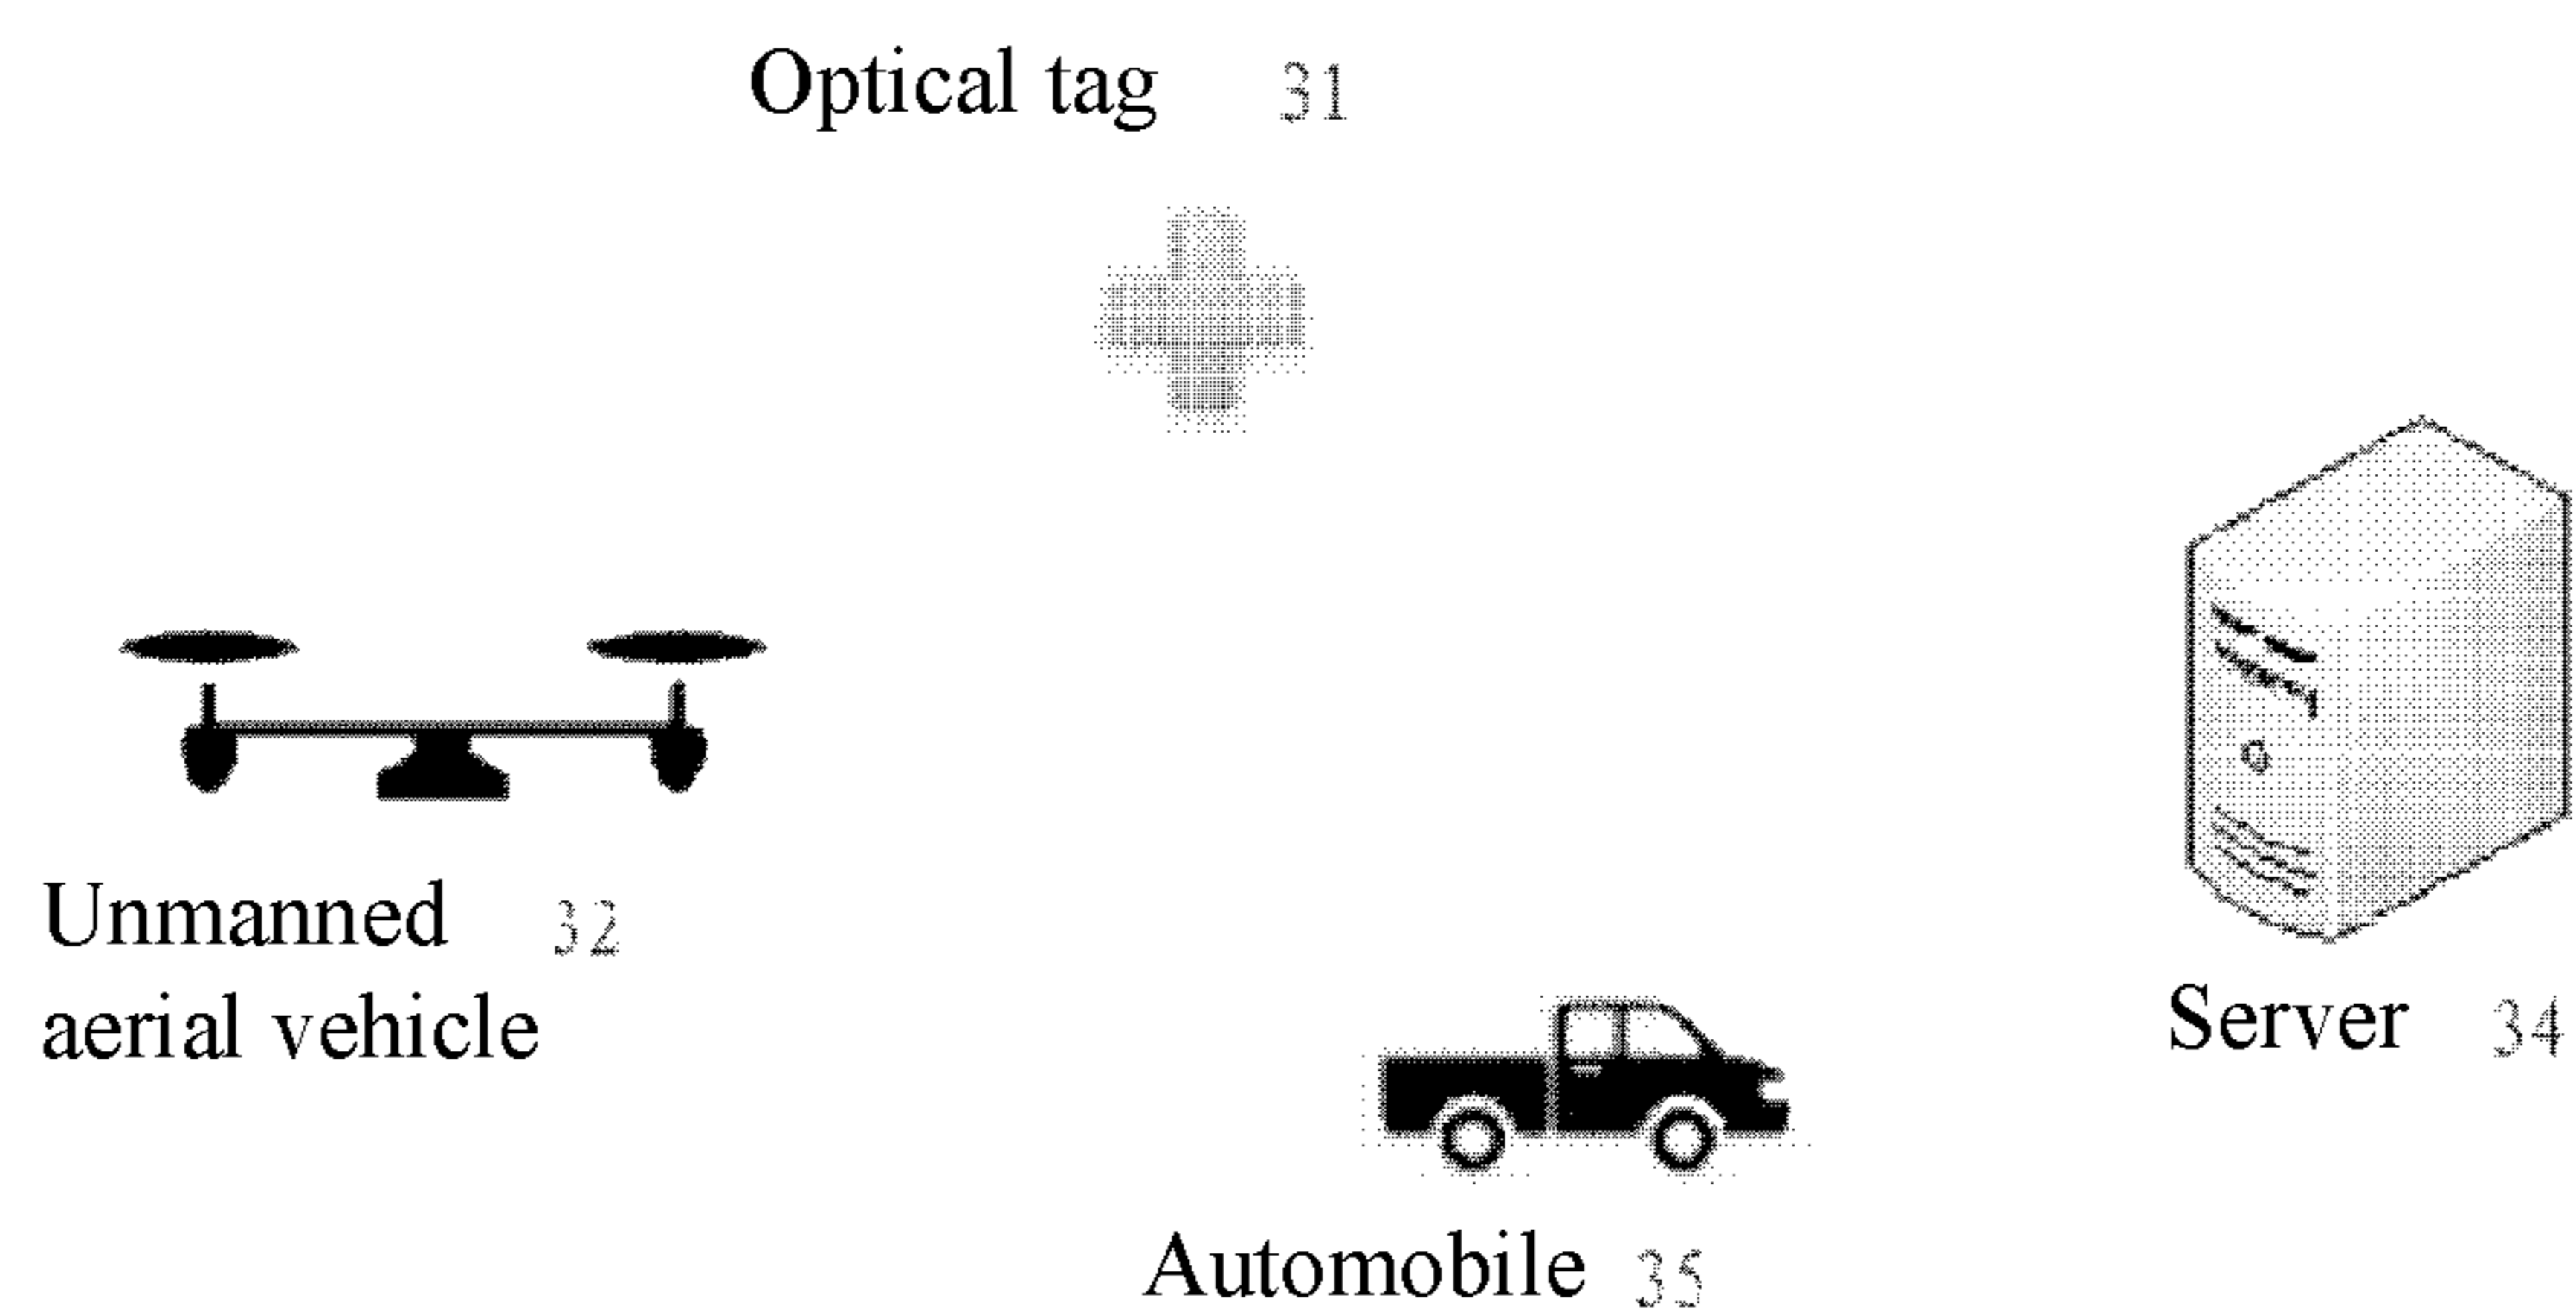 Optical tag 31
Unmanned 32
aerial vehicle
Server 34
Automobile 35